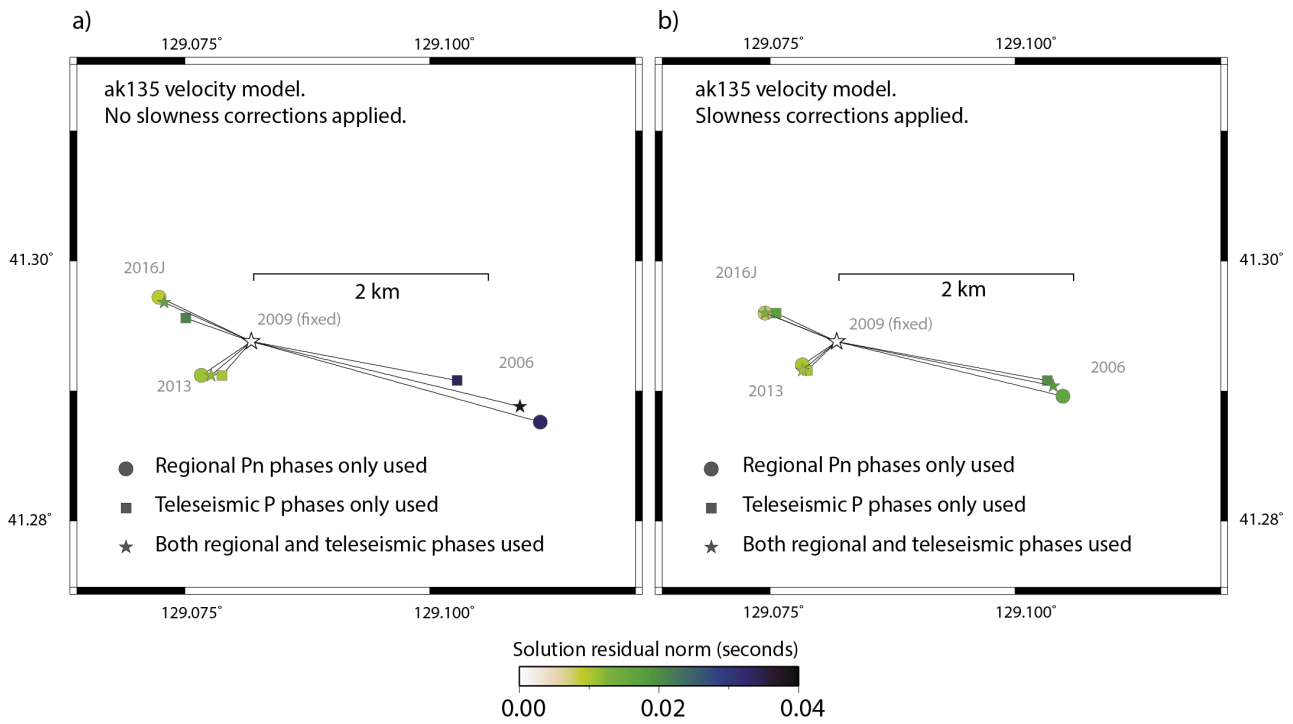 a)
b)
129.075°
129.100°
129.075°
129.100°
ak135 velocity model.
No slowness corrections applied.
ak135 velocity model.
Slowness corrections applied.
41.30°
41.30°
2016J
2016J
2 km
2 km
2009 (fixed)
2009 (fixed)
2006
2006
2013
2013
Regional Pn phases only used
Regional Pn phases only used
Teleseismic P phases only used
Teleseismic P phases only used
41.28°
41.28°
Both regional and teleseismic phases used
Both regional and teleseismic phases used
129.075°
129.100°
129.075°
129.100°
Solution residual norm (seconds)
0.00
0.02
0.04